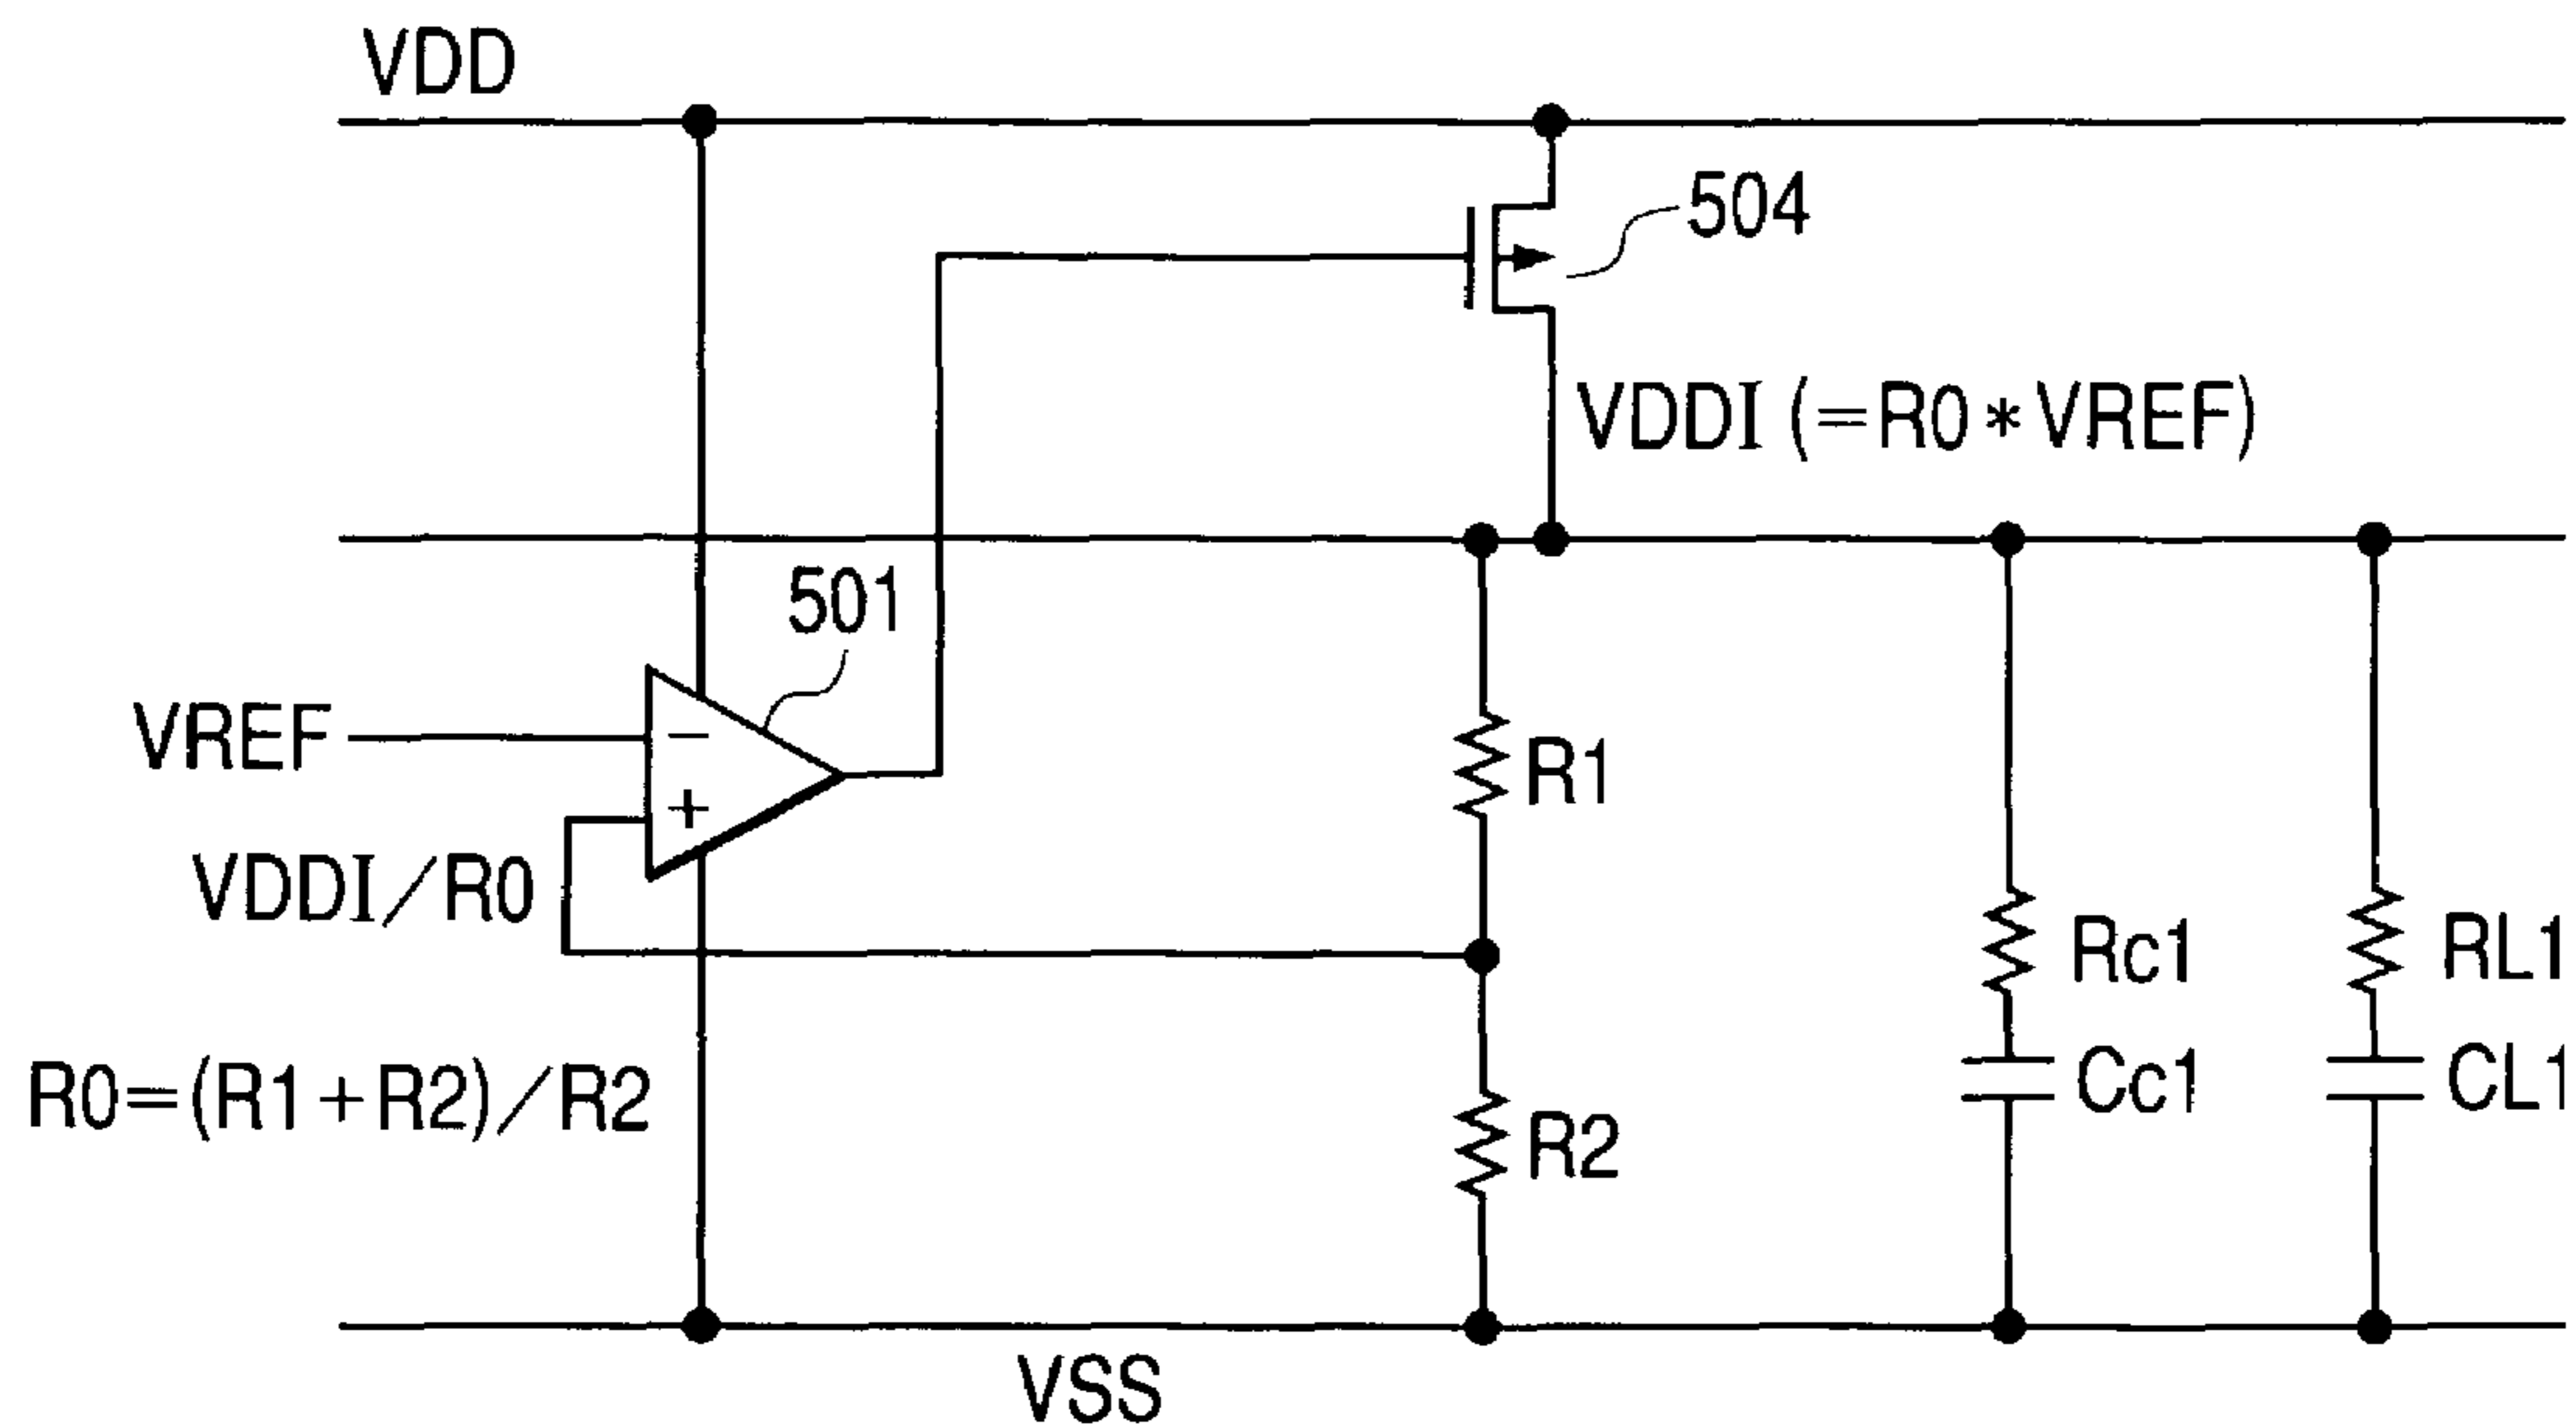 VDD
504
VDDI (=R0*VREF)
501
VREF
−
+
R1
VDDI/R0
Rc1
RL1
R0=(R1+R2)/R2
Cc1
CL1
R2
VSS